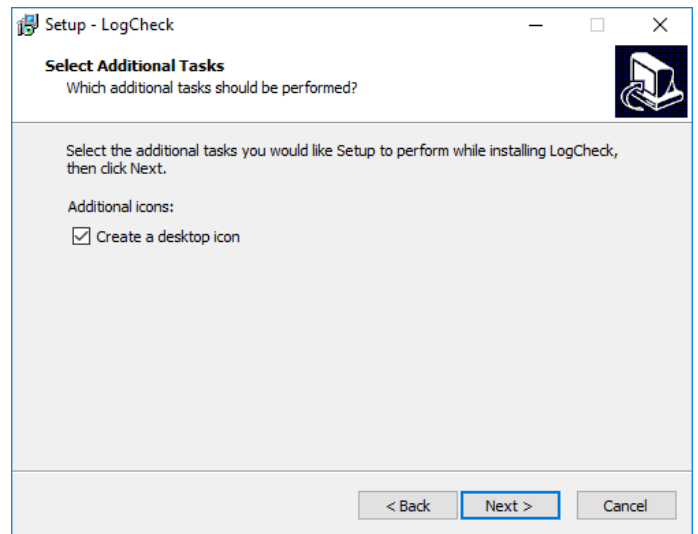 Setup - LogCheck
Select Additional Tasks
Which additional tasks should be performed?
Select the additional tasks you would like Setup to perform while installing LogCheck,
then click Next.
Additional icons:
Create a desktop icon
< Back
Next >
Cancel